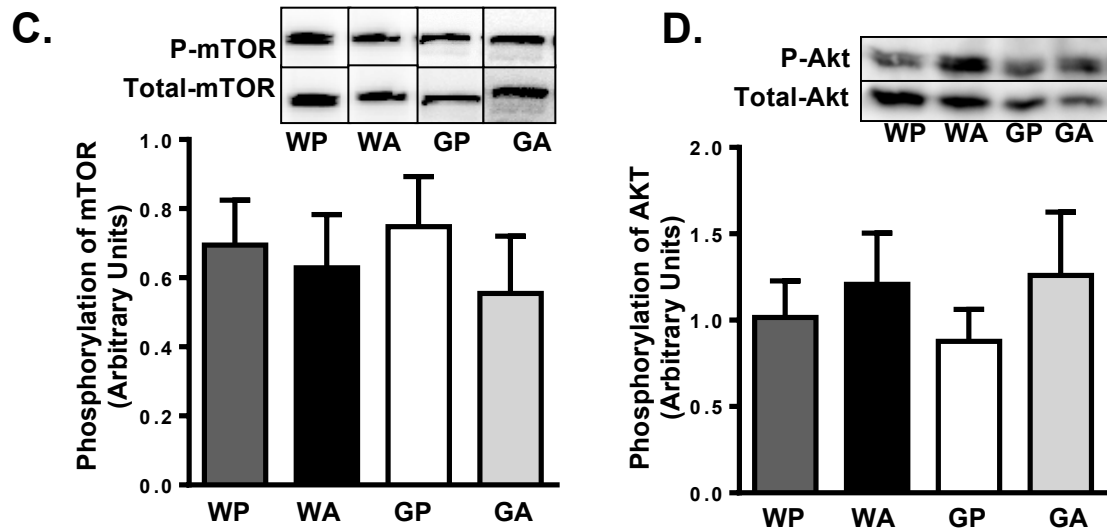 C.
P-mTOR
Total-mTOR
WP WA GP GA
Phosphorylation of mTOR
(Arbitrary Units)
1.0
0.8
0.6
0.4
0.2
0.0
WP WA GP GA
D.
P-Akt
Total-Akt
WP WA GP GA
Phosphorylation of AKT
(Arbitrary Units)
2.0
1.5
1.0
0.5
0.0
WP WA GP GA